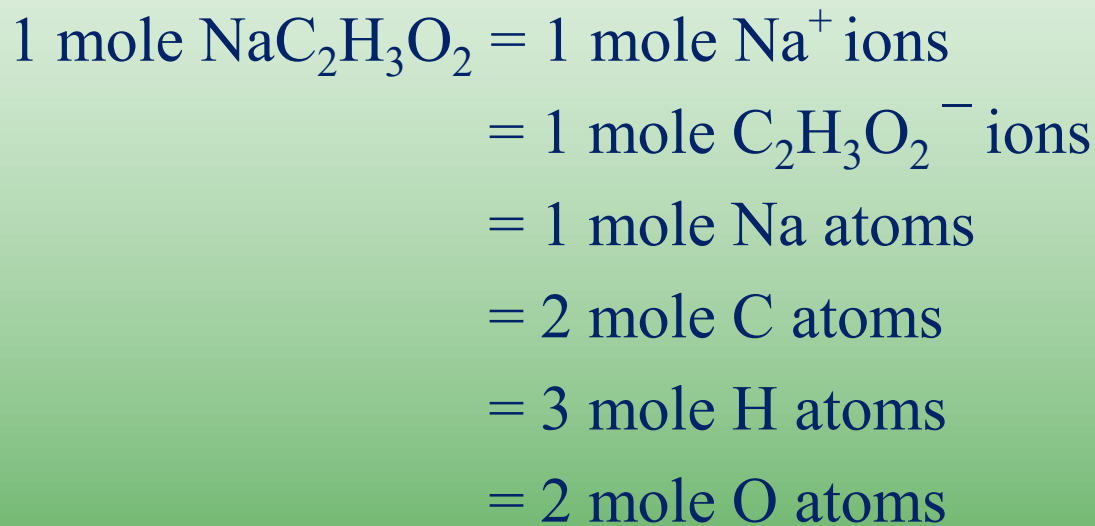 1 mole NaC₂H₃O₂ = 1 mole Na⁺ ions
= 1 mole C₂H₃O₂⁻ ions
= 1 mole Na atoms
= 2 mole C atoms
= 3 mole H atoms
= 2 mole O atoms